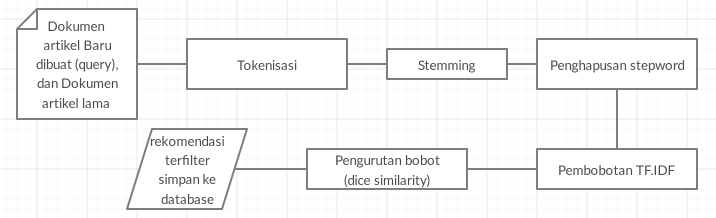 Dokumen
artikel Baru
dibuat (query),
dan Dokumen
artikel lama
Tokenisasi
Stemming
Penghapusan stepword
Pembobotan TF.IDF
Pengurutan bobot
(dice similarity)
rekomendasi
terfilter
simpan ke
database